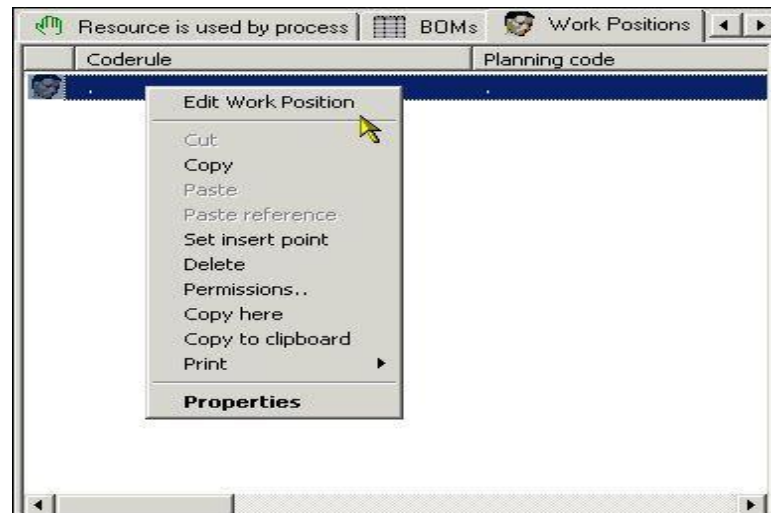 Resource is used by process BOMs Work Positions
Coderule Planning code
. .
Edit Work Position
Cut
Copy
Paste
Paste reference
Set insert point
Delete
Permissions..
Copy here
Copy to clipboard
Print
Properties